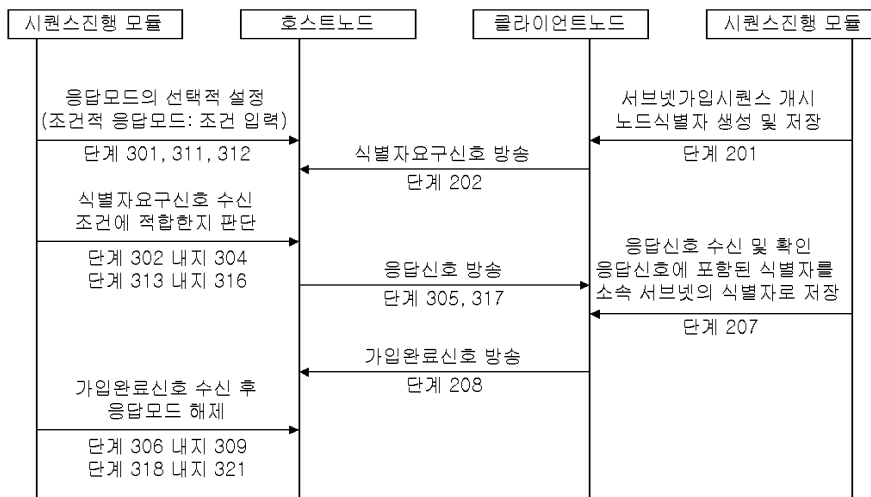 시퀀스진행 모듈
호스트노드
클라이언트노드
시퀀스진행 모듈
응답모드의 선택적 설정
(조건적 응답모드: 조건 입력)
단계 301, 311, 312
서브넷가입시퀀스 개시
노드식별자 생성 및 저장
단계 201
식별자요구신호 방송
단계 202
식별자요구신호 수신
조건에 적합한지 판단
단계 302 내지 304
단계 313 내지 316
응답신호 방송
단계 305, 317
응답신호 수신 및 확인
응답신호에 포함된 식별자를
소속 서브넷의 식별자로 저장
단계 207
가입완료신호 방송
단계 208
가입완료신호 수신 후
응답모드 해제
단계 306 내지 309
단계 318 내지 321